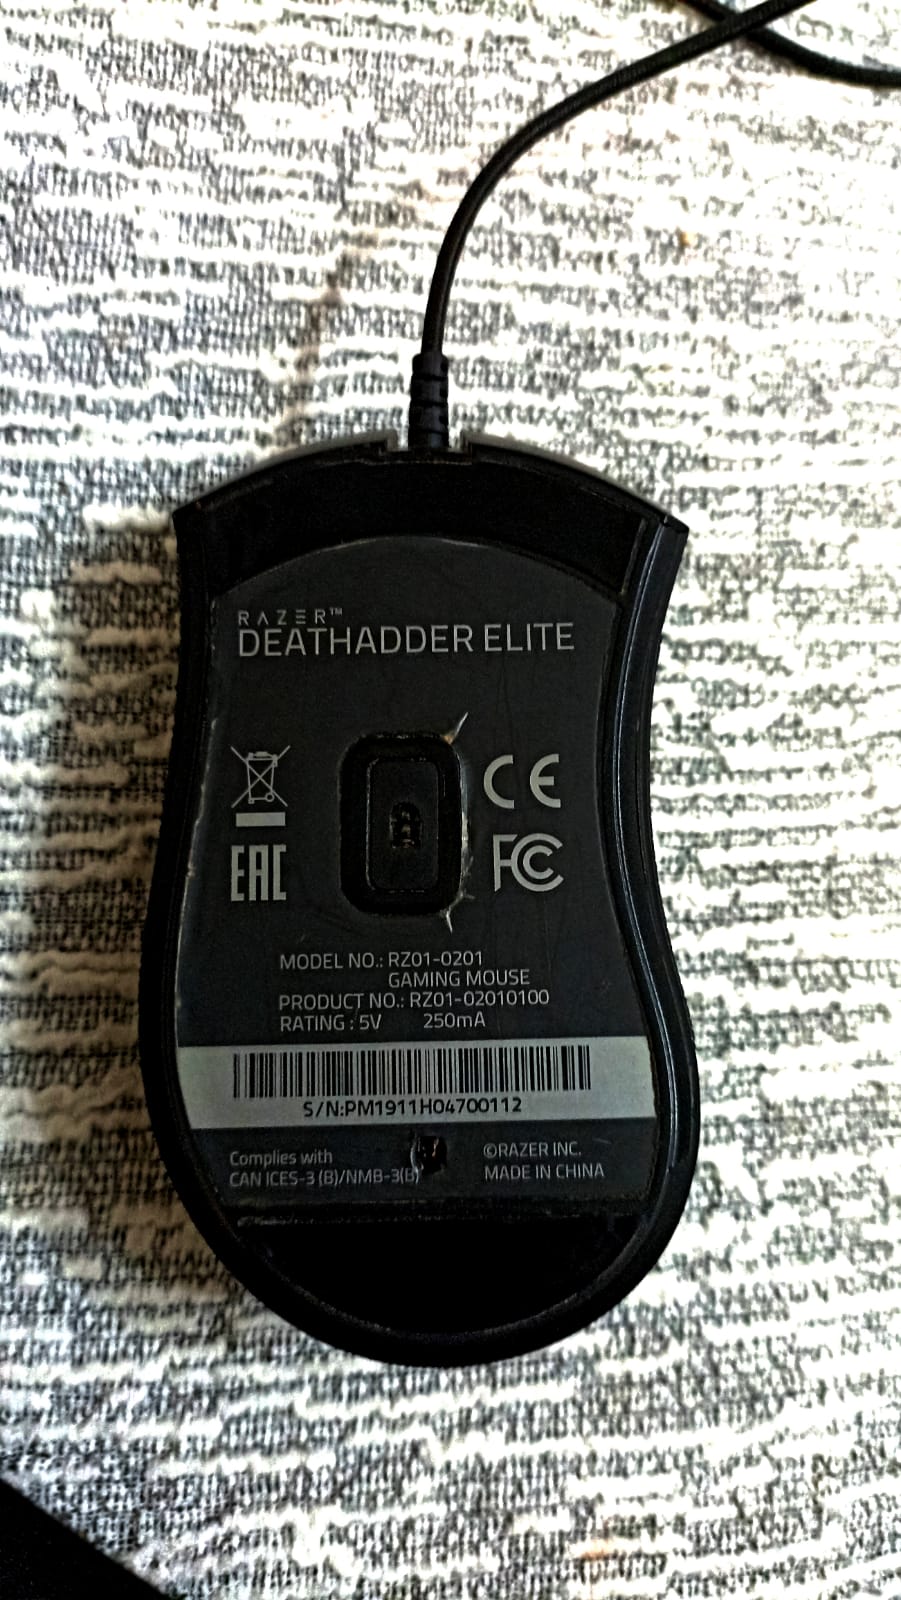 RAZER™
DEATHADDER ELITE
CE
EAC
FC
MODEL NO.: RZ01-0201
GAMING MOUSE
PRODUCT NO.: RZ01-02010100
RATING : 5V 250mA
S/N:PM1911H04700112
Complies with
CAN ICES-3 (B)/NMB-3(B)
©RAZER INC.
MADE IN CHINA